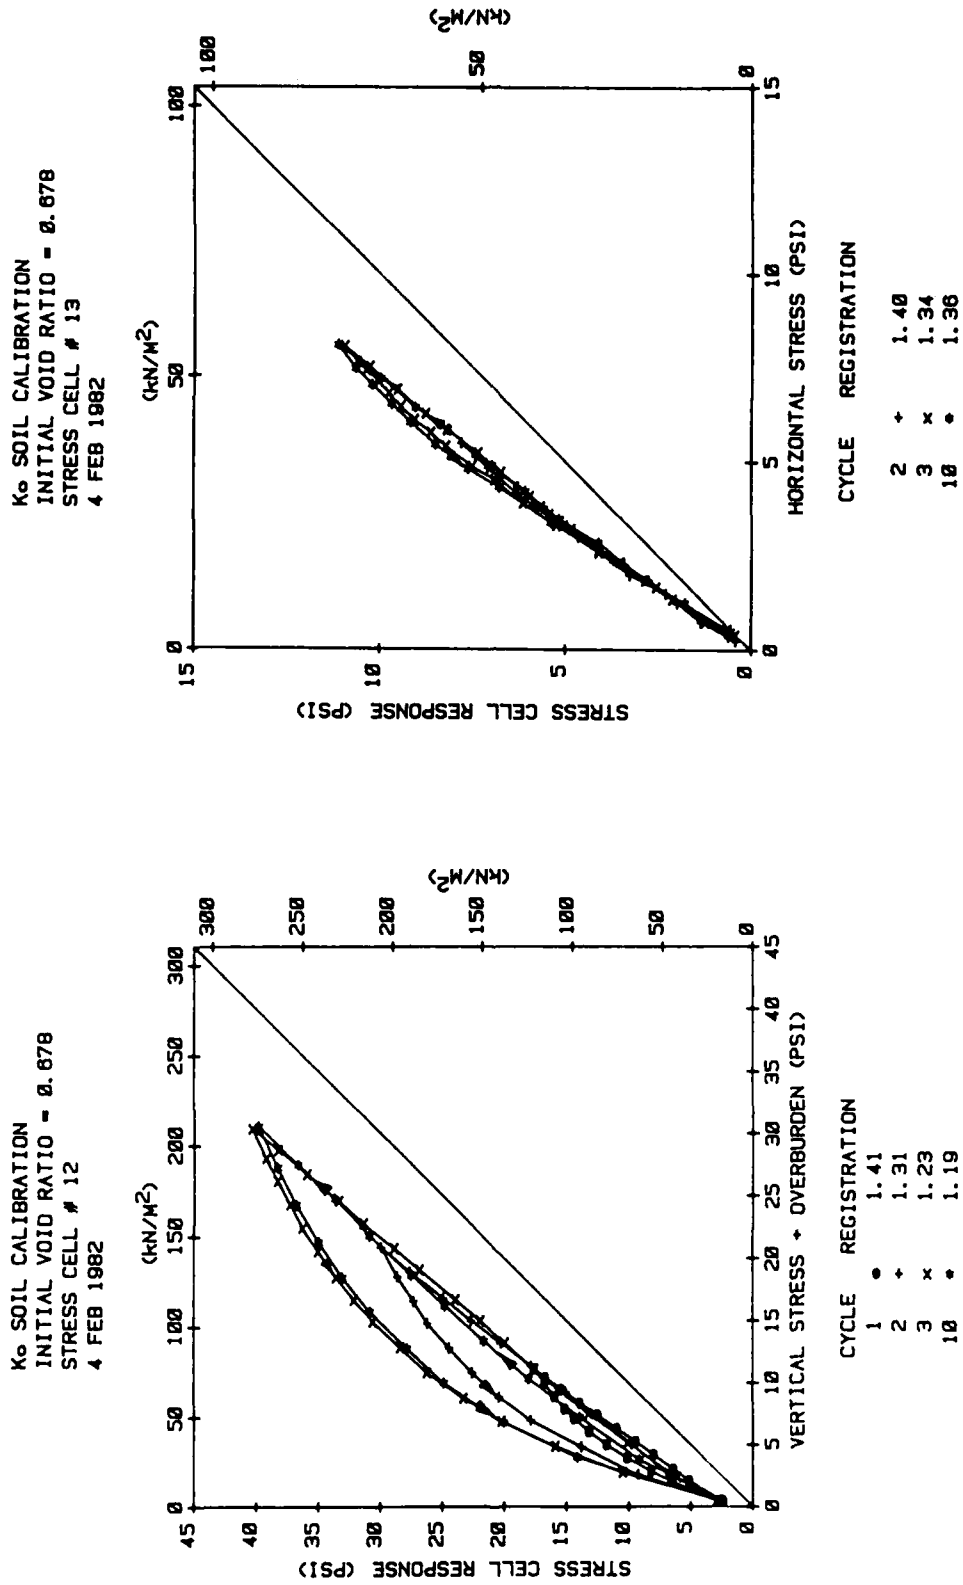 K₀ SOIL CALIBRATION
INITIAL VOID RATIO = 0.678
STRESS CELL # 12
4 FEB 1982
(kN/M²)
0 50 100 150 200 250 300
45
40
35
30
25
20
15
10
5
0
STRESS CELL RESPONSE (PSI)
300
250
200
150
100
50
0
(kN/M²)
0 5 10 15 20 25 30 35 40 45
VERTICAL STRESS + OVERBURDEN (PSI)
CYCLE REGISTRATION
1 ● 1.41
2 + 1.31
3 × 1.23
10 * 1.19
K₀ SOIL CALIBRATION
INITIAL VOID RATIO = 0.678
STRESS CELL # 13
4 FEB 1982
(kN/M²)
0 50 100
15
10
5
0
STRESS CELL RESPONSE (PSI)
100
50
0
(kN/M²)
0 5 10 15
HORIZONTAL STRESS (PSI)
CYCLE REGISTRATION
2 + 1.40
3 × 1.34
10 * 1.36